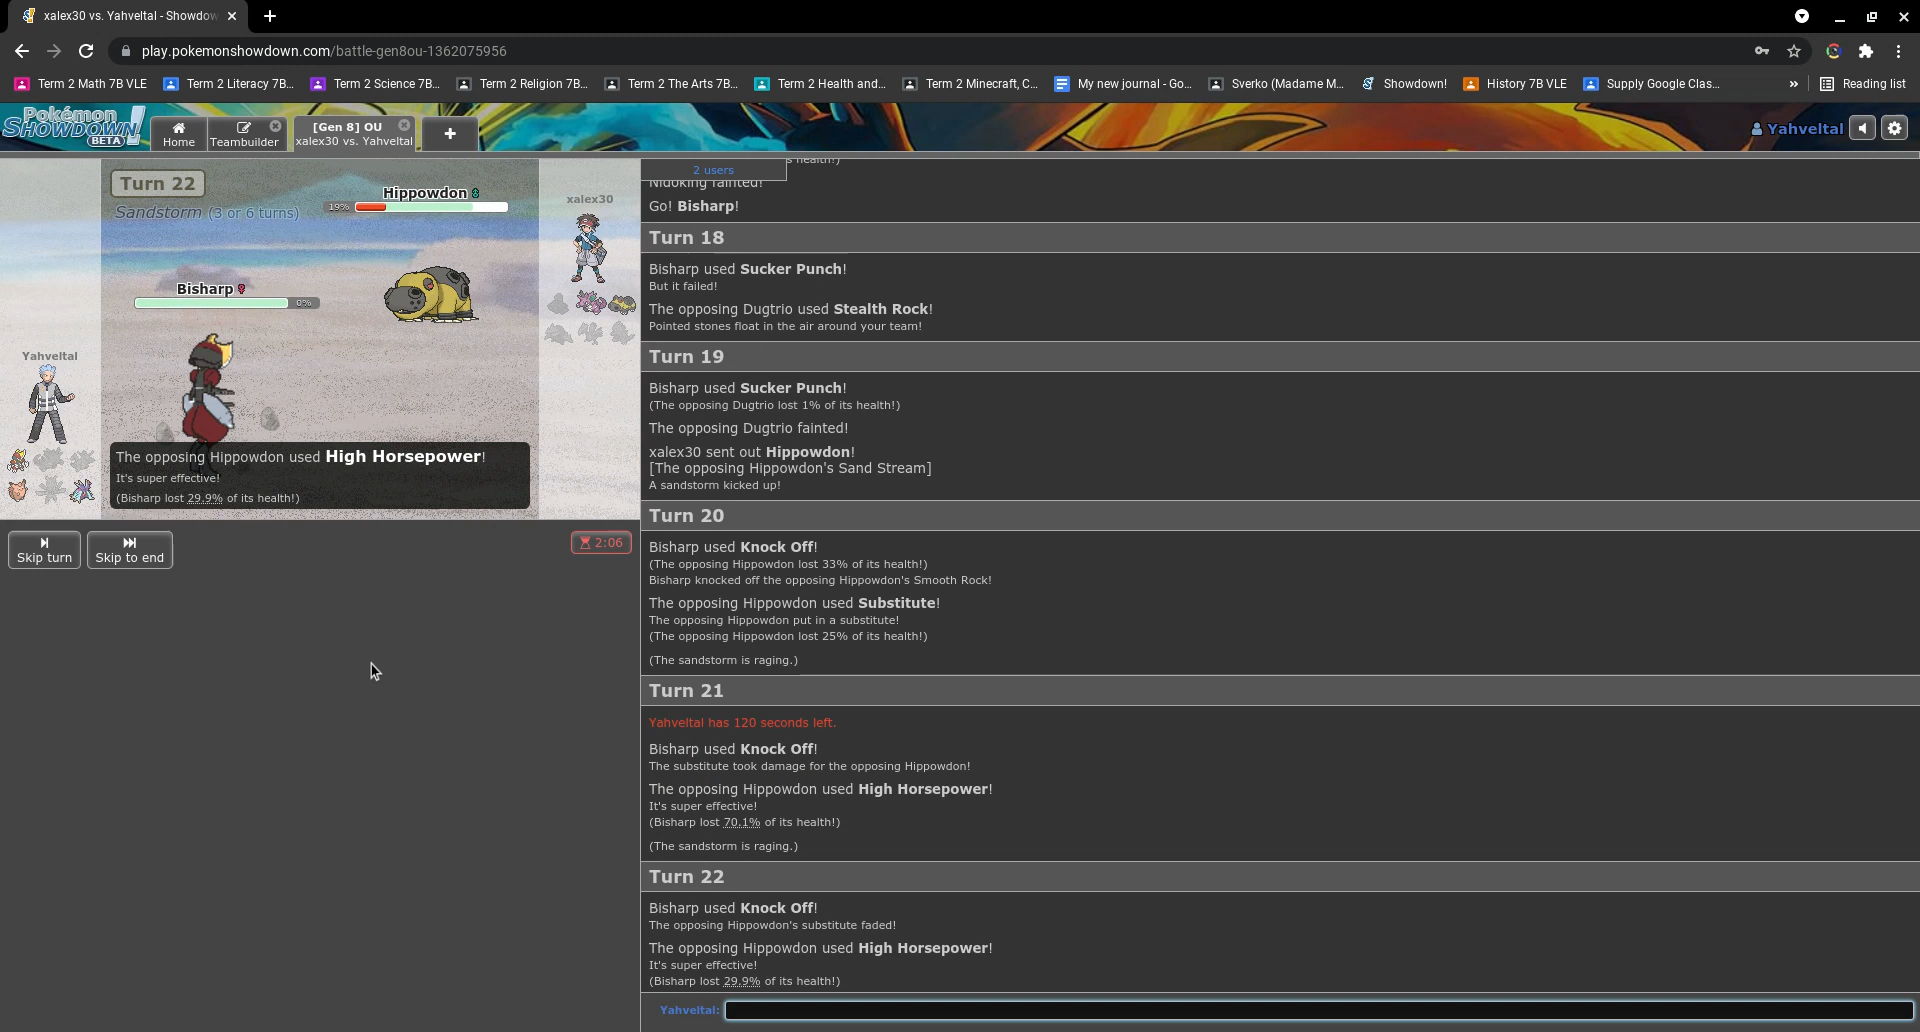 xalex30 vs. Yahveltal - Showdow
play.pokemonshowdown.com/battle-gen8ou-1362075956
Term 2 Math 7B VLE
Term 2 Literacy 7B...
Term 2 Science 7B...
Term 2 Religion 7B...
Term 2 The Arts 7B...
Term 2 Health and...
Term 2 Minecraft, C...
My new journal - Go...
Sverko (Madame M...
Showdown!
History 7B VLE
Supply Google Clas...
»
Reading list
Pokémon
SHOWDOWN!
BETA
Home
Teambuilder
[Gen 8] OU
xalex30 vs. Yahveltal
Yahveltal
Turn 22
Sandstorm (3 or 6 turns)
Hippowdon
19%
xalex30
Bisharp
0%
Yahveltal
The opposing Hippowdon used High Horsepower!
It's super effective!
(Bisharp lost 29.9% of its health!)
Skip turn
Skip to end
2:06
2 users
s health!)
Nidoking fainted!
Go! Bisharp!
Turn 18
Bisharp used Sucker Punch!
But it failed!
The opposing Dugtrio used Stealth Rock!
Pointed stones float in the air around your team!
Turn 19
Bisharp used Sucker Punch!
(The opposing Dugtrio lost 1% of its health!)
The opposing Dugtrio fainted!
xalex30 sent out Hippowdon!
[The opposing Hippowdon's Sand Stream]
A sandstorm kicked up!
Turn 20
Bisharp used Knock Off!
(The opposing Hippowdon lost 33% of its health!)
Bisharp knocked off the opposing Hippowdon's Smooth Rock!
The opposing Hippowdon used Substitute!
The opposing Hippowdon put in a substitute!
(The opposing Hippowdon lost 25% of its health!)
(The sandstorm is raging.)
Turn 21
Yahveltal has 120 seconds left.
Bisharp used Knock Off!
The substitute took damage for the opposing Hippowdon!
The opposing Hippowdon used High Horsepower!
It's super effective!
(Bisharp lost 70.1% of its health!)
(The sandstorm is raging.)
Turn 22
Bisharp used Knock Off!
The opposing Hippowdon's substitute faded!
The opposing Hippowdon used High Horsepower!
It's super effective!
(Bisharp lost 29.9% of its health!)
Yahveltal: